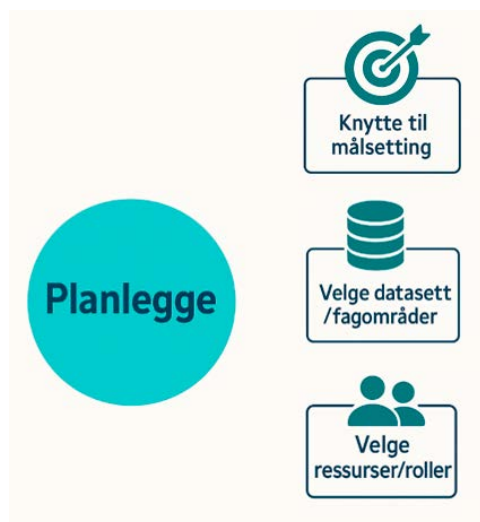 Planlegge
Knytte til
målsetting
Velge datasett
/fagområder
Velge
ressurser/roller